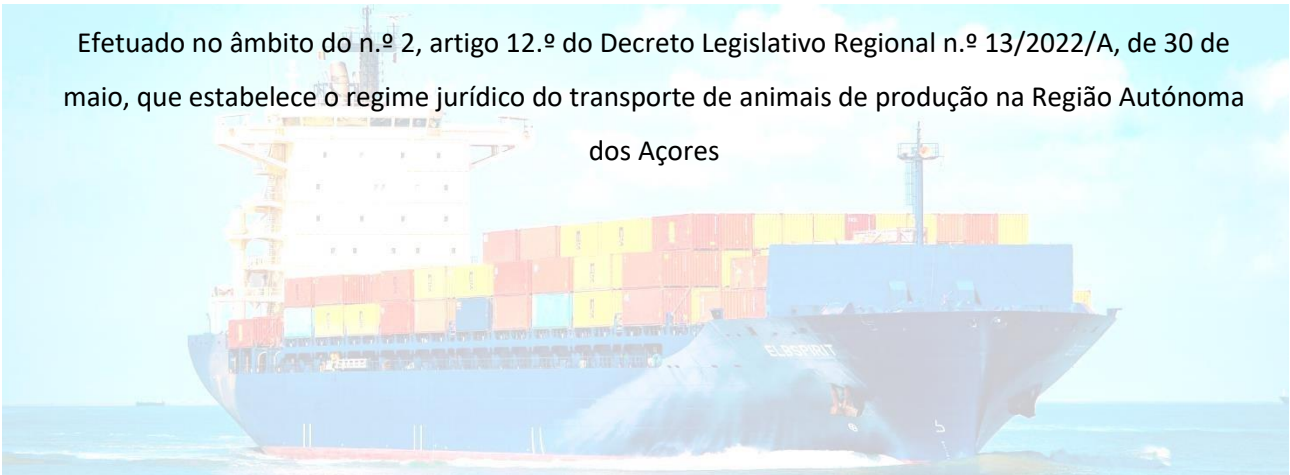 Efetuado no âmbito do n.º 2, artigo 12.º do Decreto Legislativo Regional n.º 13/2022/A, de 30 de
maio, que estabelece o regime jurídico do transporte de animais de produção na Região Autónoma
dos Açores
ELBSPIRIT